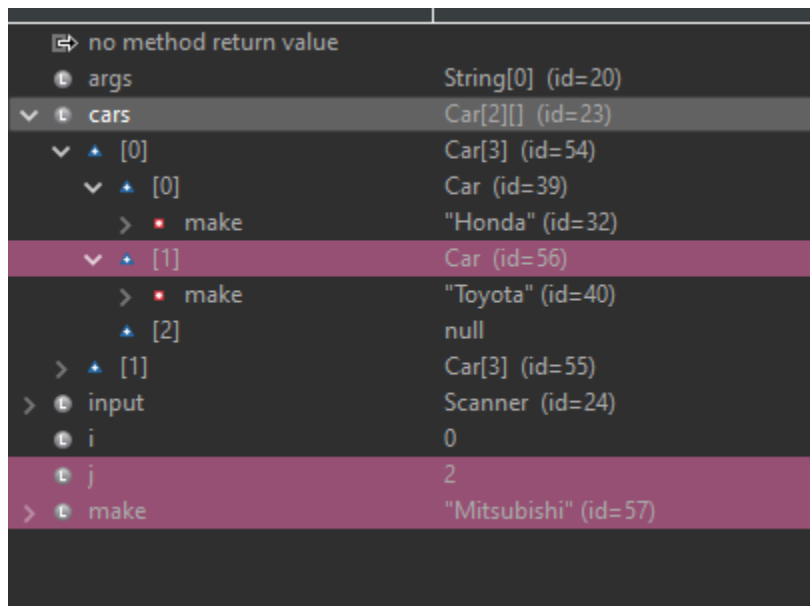 no method return value
args String[0] (id=20)
cars Car[2][] (id=23)
[0] Car[3] (id=54)
[0] Car (id=39)
make "Honda" (id=32)
[1] Car (id=56)
make "Toyota" (id=40)
[2] null
[1] Car[3] (id=55)
input Scanner (id=24)
i 0
j 2
make "Mitsubishi" (id=57)